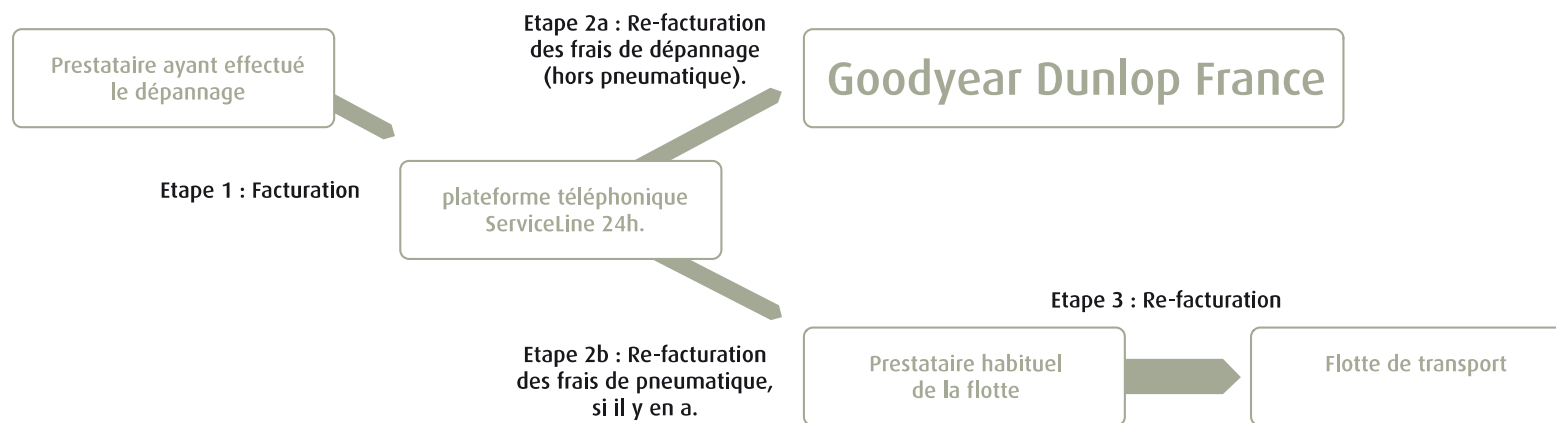 Etape 2a : Re-facturation
des frais de dépannage
(hors pneumatique).
Prestataire ayant effectué
le dépannage
Goodyear Dunlop France
Etape 1 : Facturation
plateforme téléphonique
ServiceLine 24h.
Etape 3 : Re-facturation
Etape 2b : Re-facturation
des frais de pneumatique,
si il y en a.
Prestataire habituel
de la flotte
Flotte de transport